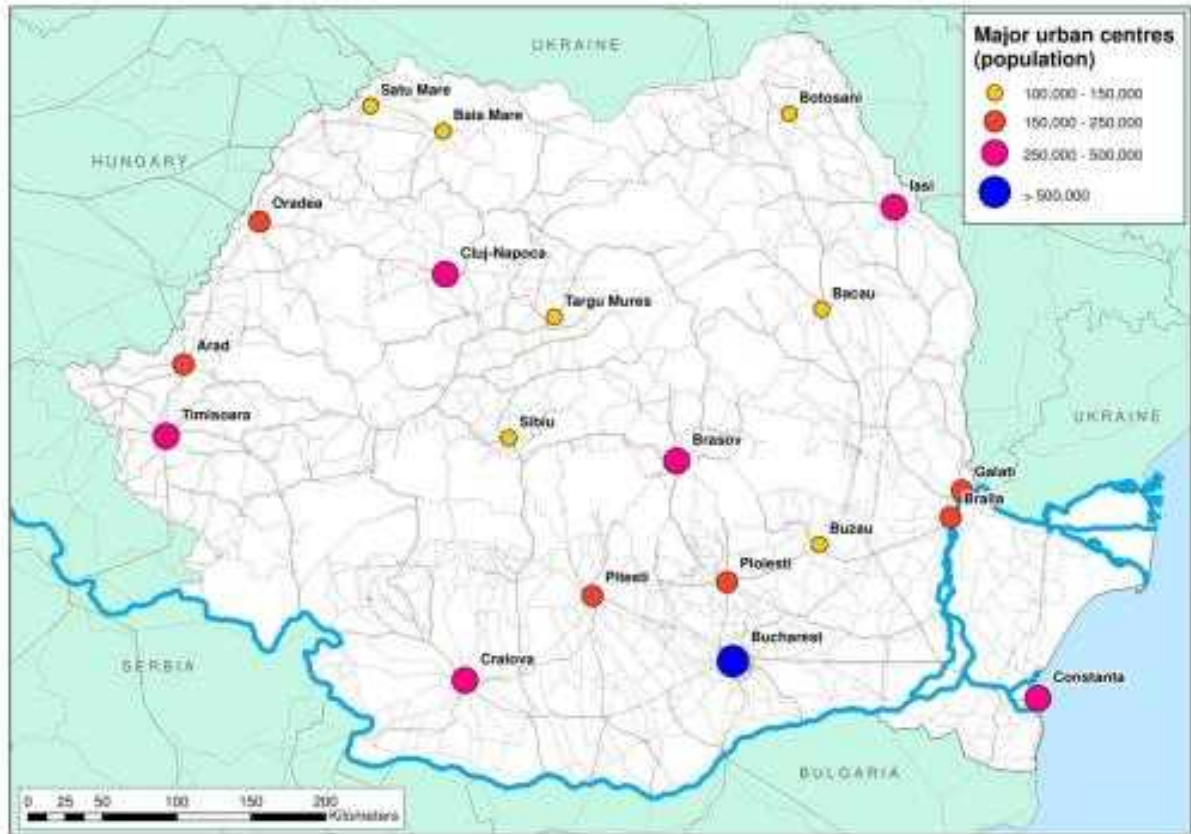 UKRAINE
Major urban centres
(population)
100,000 - 150,000
150,000 - 250,000
250,000 - 500,000
> 500,000
Satu Mare
Baia Mare
Botosani
HUNGARY
Iasi
Oradea
Cluj-Napoca
Targu Mures
Bacau
Arad
Timisoara
UKRAINE
Sibiu
Brasov
Galati
Braila
Buzau
Ploiesti
Pitesti
Bucharest
SERBIA
Craiova
Constanta
BULGARIA
0 25 50 100 150 200
Kilometers